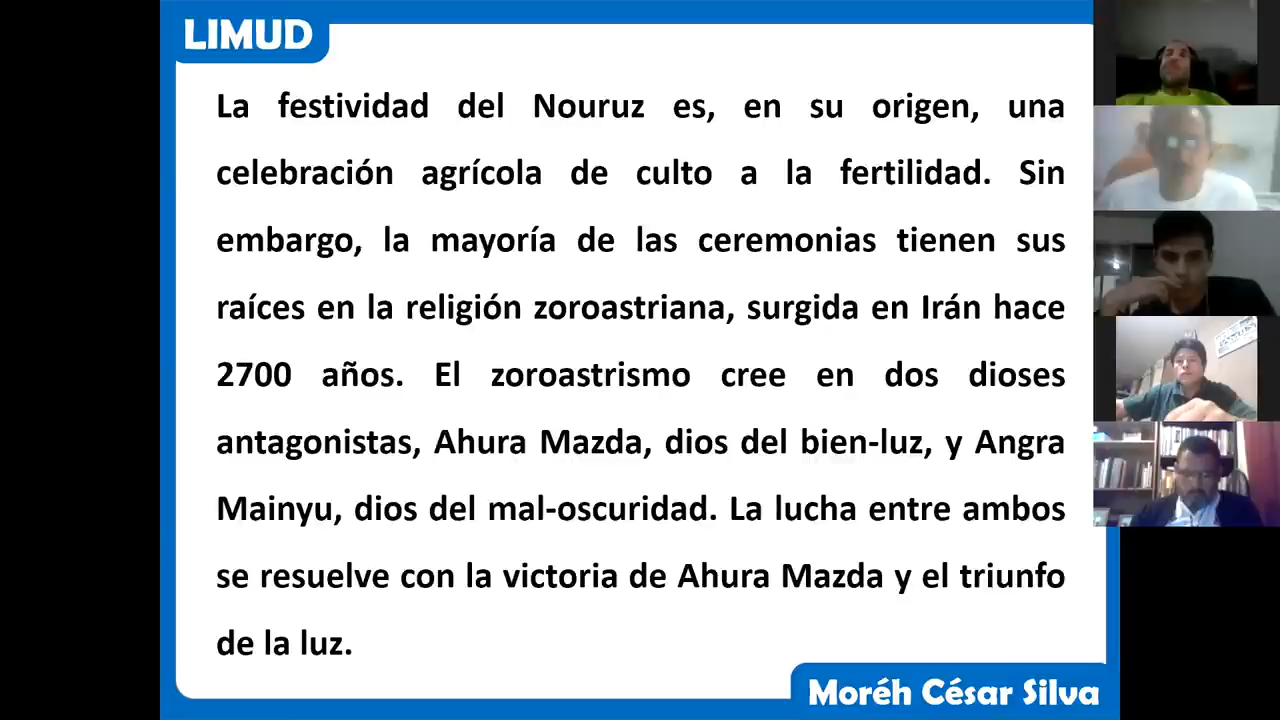 LIMUD
La festividad del Nouruz es, en su origen, una
celebración agrícola de culto a la fertilidad. Sin
embargo, la mayoría de las ceremonias tienen sus
raíces en la religión zoroastriana, surgida en Irán hace
2700 años. El zoroastrismo cree en dos dioses
antagonistas, Ahura Mazda, dios del bien-luz, y Angra
Mainyu, dios del mal-oscuridad. La lucha entre ambos
se resuelve con la victoria de Ahura Mazda y el triunfo
de la luz.
Moréh César Silva